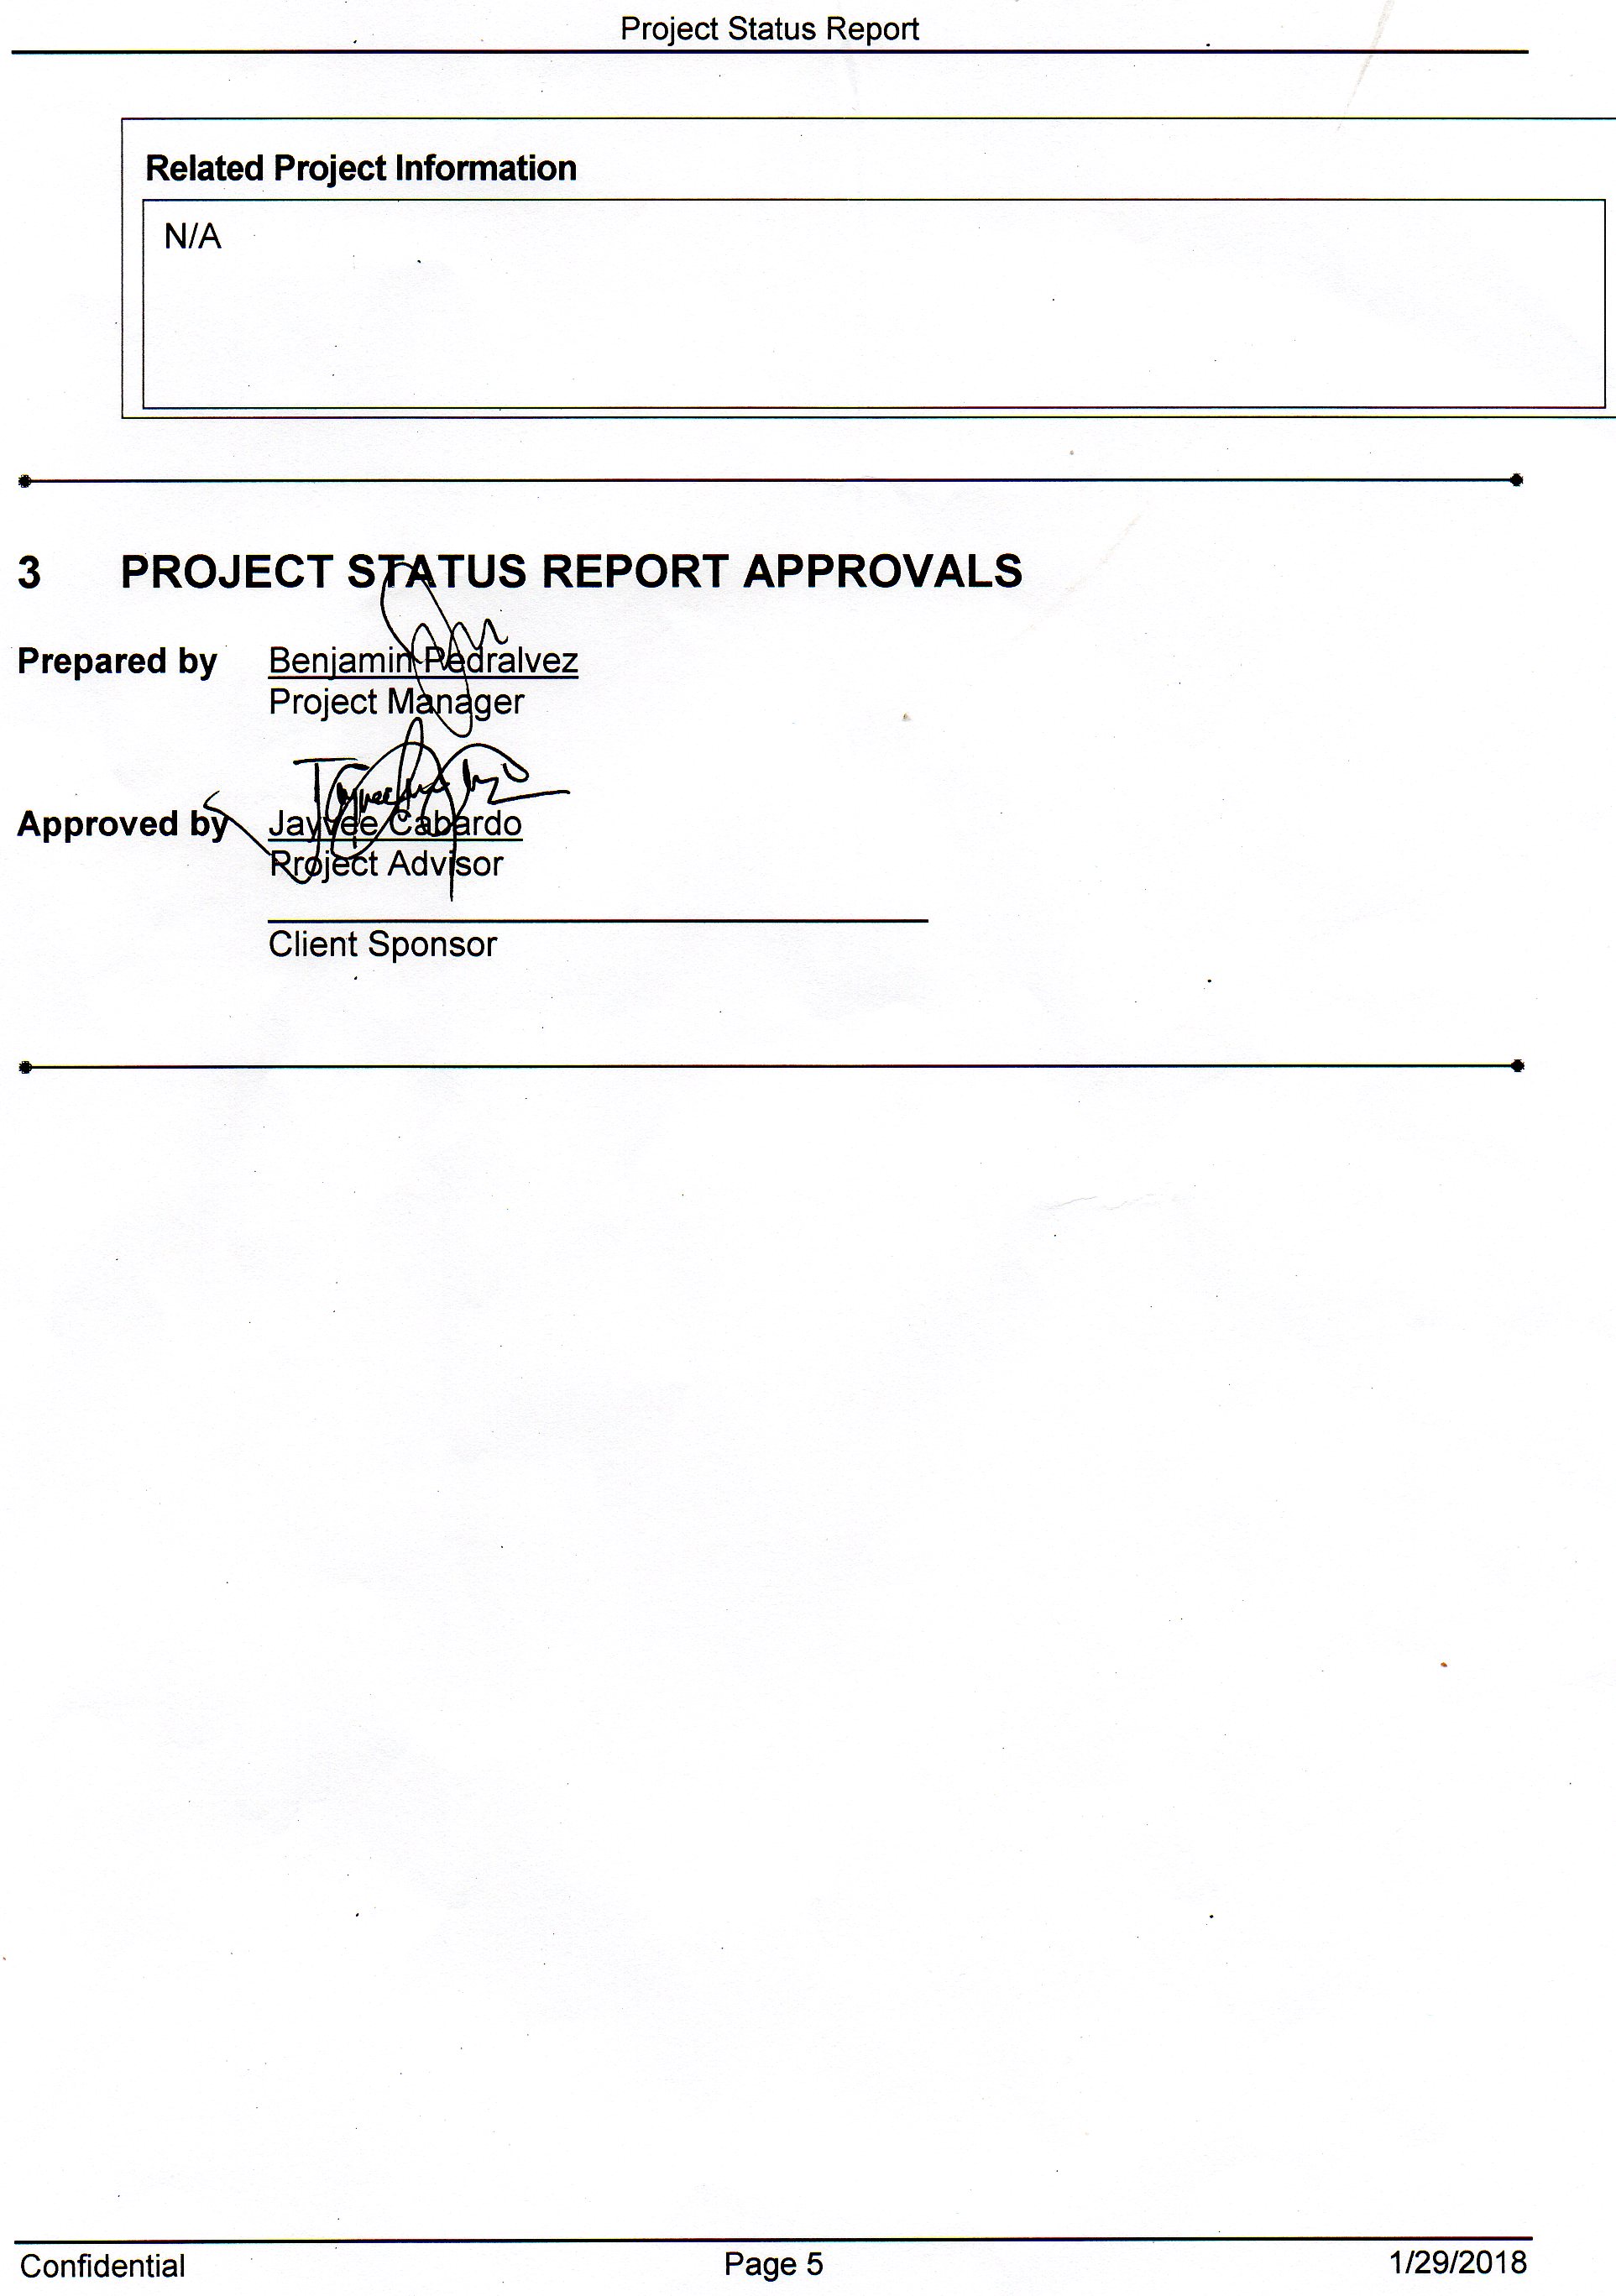 Project Status Report
Related Project Information
N/A
3 PROJECT STATUS REPORT APPROVALS
Prepared by Benjamin Pedralvez
Project Manager
Approved by Jayvee Cabardo
Project Advisor
Client Sponsor
Confidential Page 5 1/29/2018